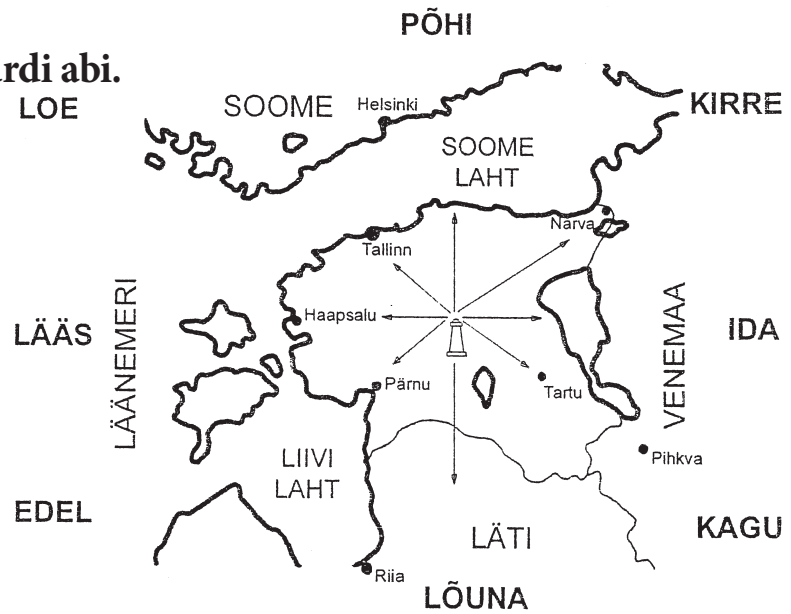 PÕHI
abi.
LOE
SOOME
Helsinki
KIRRE
SOOME
LAHT
Narva
Tallinn
Haapsalu
LÄÄS
LÄÄNEMERI
VENEMAA
IDA
Pärnu
Tartu
LIIVI
LAHT
Pihkva
EDEL
LÄTI
KAGU
Riia
LÕUNA